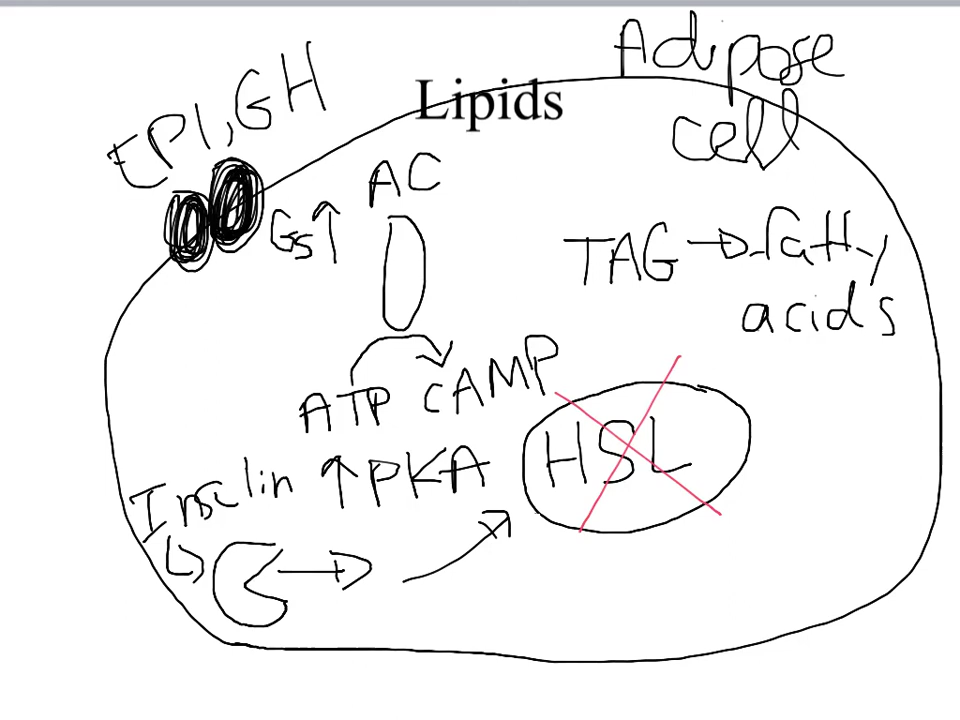 Adipose
cell
Lipids
EPI, GH
Gs↑
AC
TAG → fatty
acids
ATP cAMP
HSL
Insulin ↑PKA